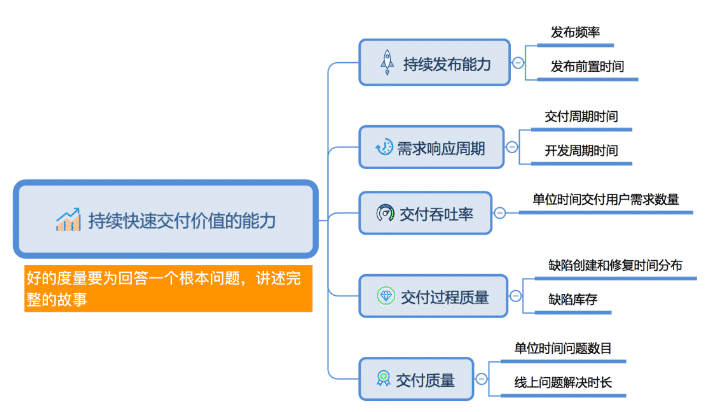 持续快速交付价值的能力
好的度量要为回答一个根本问题，讲述完
整的故事
持续发布能力
发布频率
发布前置时间
需求响应周期
交付周期时间
开发周期时间
交付吞吐率
单位时间交付用户需求数量
交付过程质量
缺陷创建和修复时间分布
缺陷库存
交付质量
单位时间问题数目
线上问题解决时长